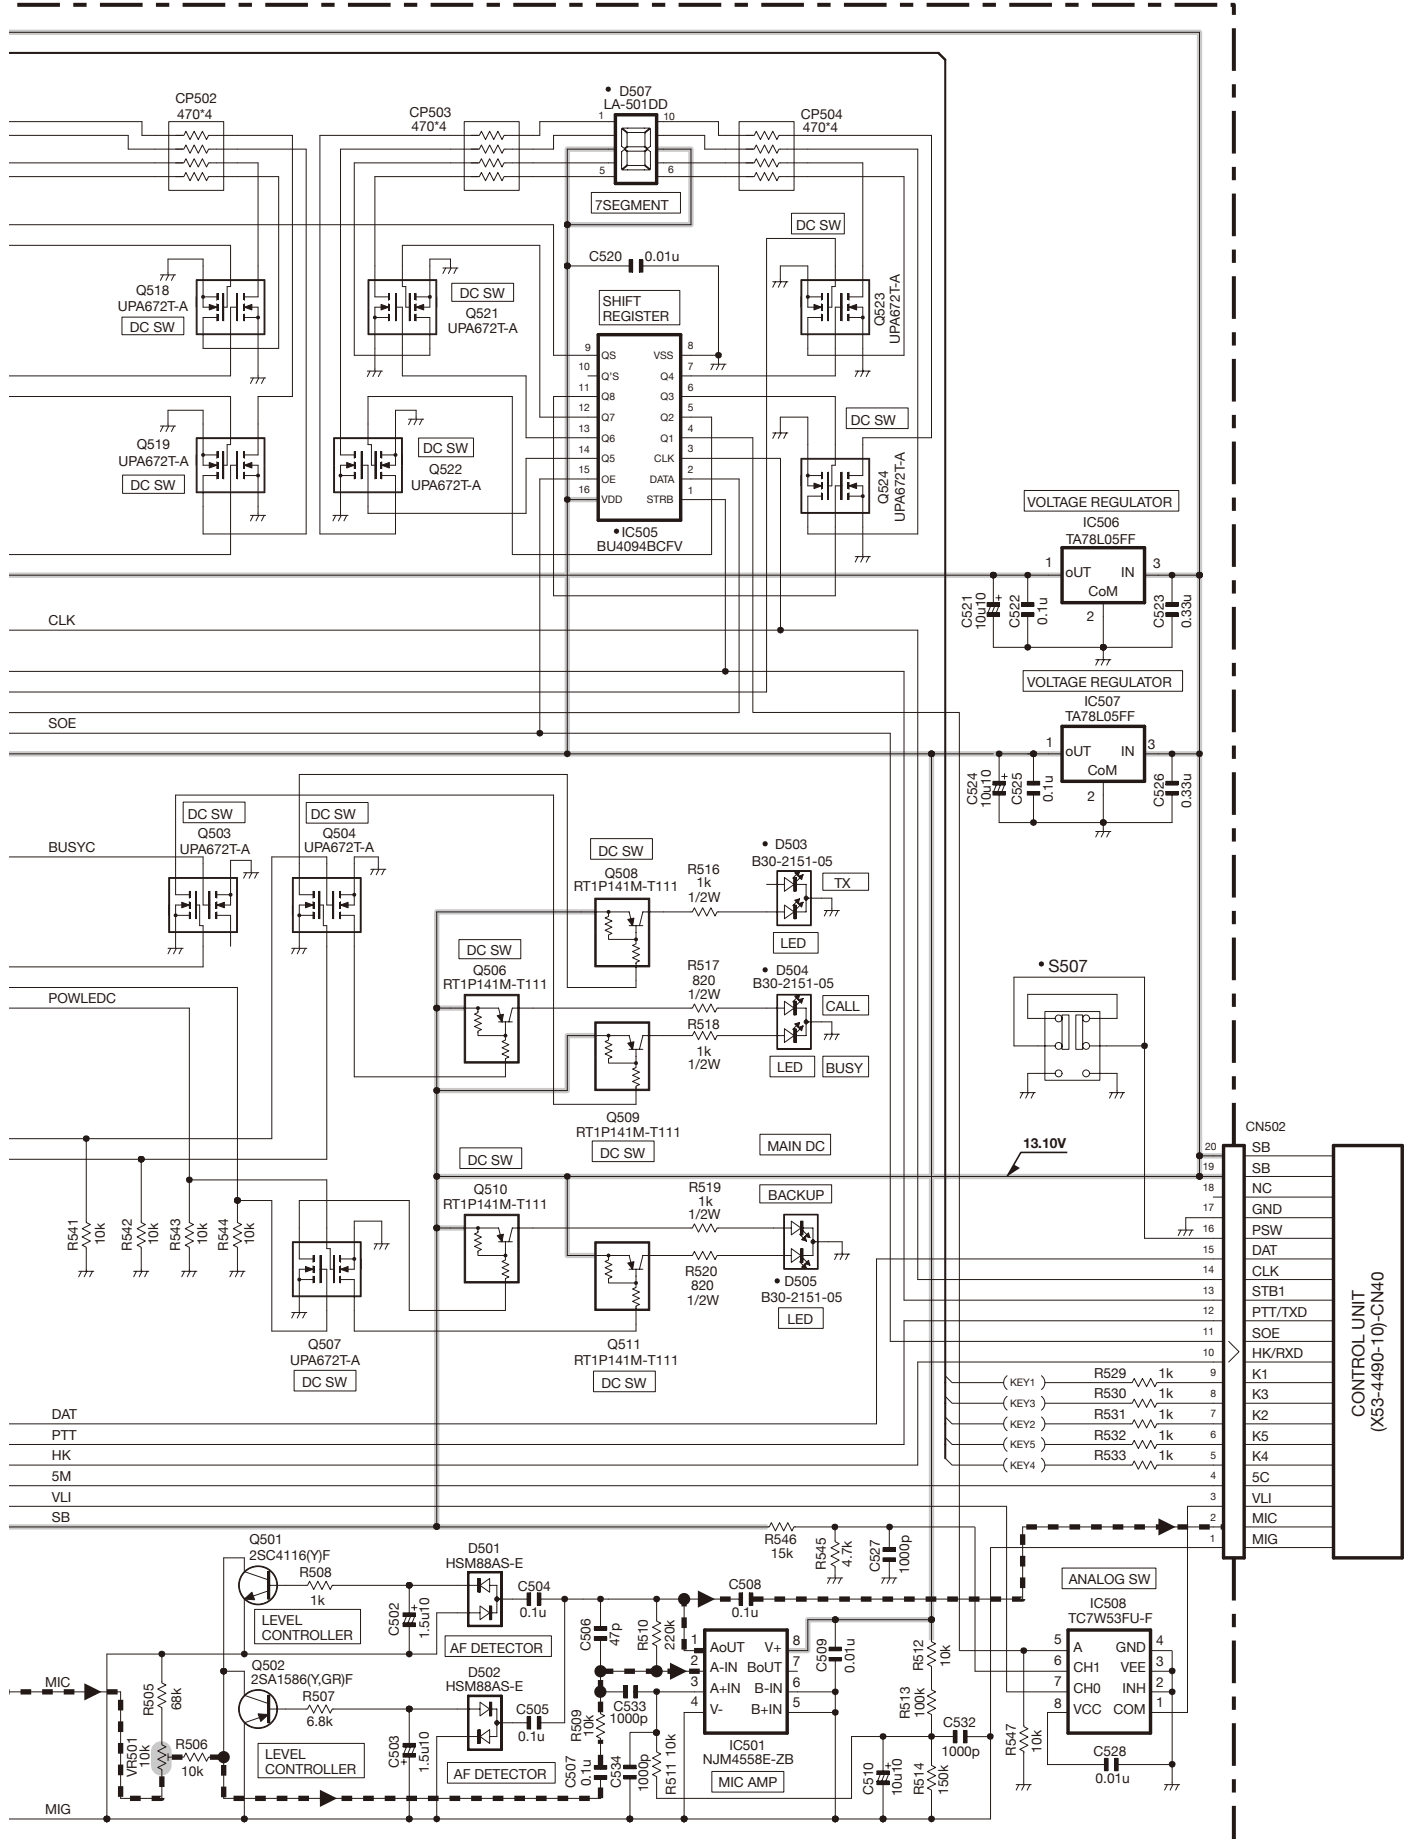 CP502
470*4
CP503
470*4
• D507
LA-501DD
1
10
5
6
CP504
470*4
7SEGMENT
DC SW
C520
0.01u
Q518
UPA672T-A
DC SW
DC SW
Q521
UPA672T-A
SHIFT
REGISTER
Q523
UPA672T-A
9 QS
10 Q'S
11 Q8
12 Q7
13 Q6
14 Q5
15 OE
16 VDD
VSS 8
Q4 7
Q3 6
Q2 5
Q1 4
CLK 3
DATA 2
STRB 1
• IC505
BU4094BCFV
Q519
UPA672T-A
DC SW
DC SW
Q522
UPA672T-A
DC SW
Q524
UPA672T-A
VOLTAGE REGULATOR
IC506
TA78L05FF
1
oUT
IN
3
CoM
2
C521
10u10
+
C522
0.1u
C523
0.33u
CLK
VOLTAGE REGULATOR
IC507
TA78L05FF
1
oUT
IN
3
CoM
2
C524
10u10
+
C525
0.1u
C526
0.33u
SOE
DC SW
Q503
UPA672T-A
DC SW
Q504
UPA672T-A
BUSYC
DC SW
Q508
RT1P141M-T111
R516
1k
1/2W
• D503
B30-2151-05
TX
LED
DC SW
Q506
RT1P141M-T111
R517
820
1/2W
R518
1k
1/2W
• D504
B30-2151-05
CALL
LED
BUSY
• S507
POWLEDC
Q509
RT1P141M-T111
DC SW
MAIN DC
13.10V
DC SW
Q510
RT1P141M-T111
R519
1k
1/2W
BACKUP
R520
820
1/2W
• D505
B30-2151-05
LED
R541
10k
R542
10k
R543
10k
R544
10k
Q507
UPA672T-A
DC SW
Q511
RT1P141M-T111
DC SW
CN502
20 SB
19 SB
18 NC
17 GND
16 PSW
15 DAT
14 CLK
13 STB1
12 PTT/TXD
11 SOE
10 HK/RXD
9 K1
8 K3
7 K2
6 K5
5 K4
4 5C
3 VLI
2 MIC
1 MIG
CONTROL UNIT
(X53-4490-10)-CN40
KEY1 R529 1k
KEY3 R530 1k
KEY2 R531 1k
KEY5 R532 1k
KEY4 R533 1k
DAT
PTT
HK
5M
VLI
SB
Q501
2SC4116(Y)F
R508
1k
LEVEL
CONTROLLER
C502
1.5u10
+
D501
HSM88AS-E
C504
0.1u
AF DETECTOR
R546
15k
R545
4.7k
C527
1000p
C506
47p
R510
220k
C508
0.1u
1 AoUT
2 A-IN
3 A+IN
4 V-
V+ 8
BoUT 7
B-IN 6
B+IN 5
IC501
NJM4558E-ZB
MIC AMP
C509
0.01u
R512
10k
R513
100k
ANALOG SW
IC508
TC7W53FU-F
5 A
6 CH1
7 CH0
8 VCC
GND 4
VEE 3
INH 2
COM 1
C528
0.01u
R547
10k
MIC
R505
68k
Q502
2SA1586(Y,GR)F
R507
6.8k
D502
HSM88AS-E
C505
0.1u
VR501
10k
R506
10k
LEVEL
CONTROLLER
C503
1.5u10
+
AF DETECTOR
R509
10k
C507
0.1u
C533
1000p
C534
1000p
R511 10k
C532
1000p
C510
10u10
+
R514
150k
MIG